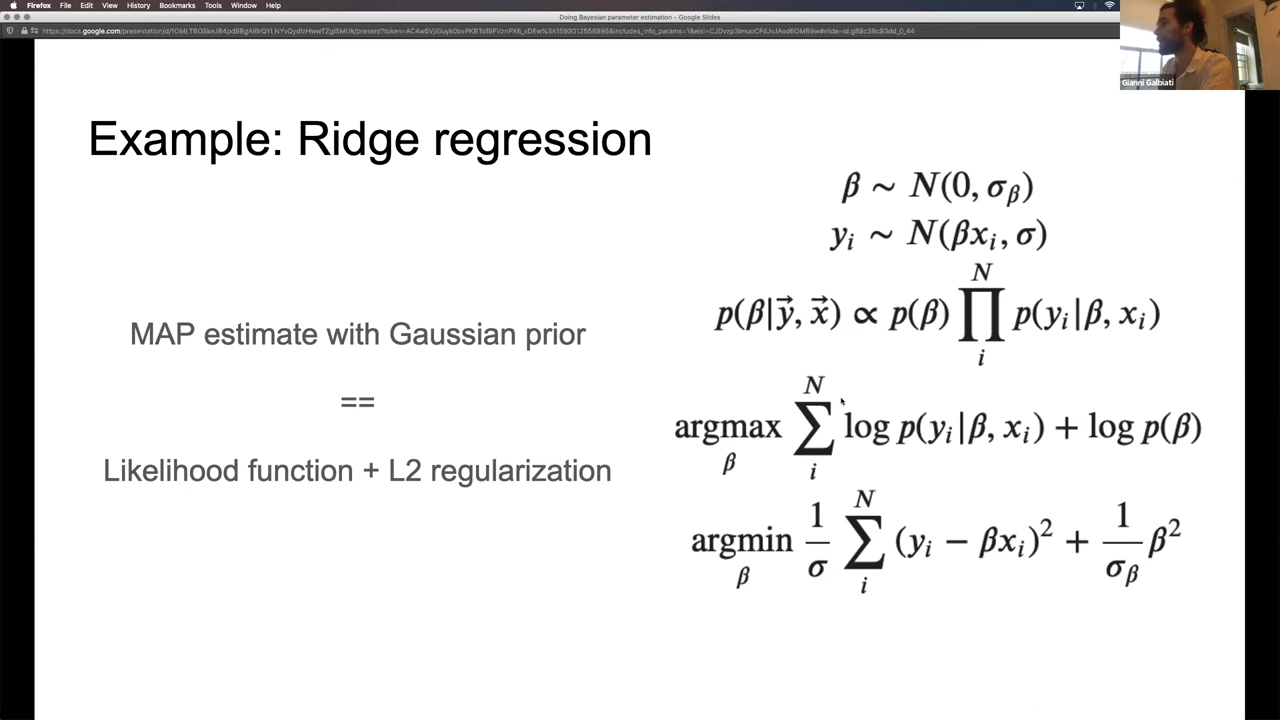 Firefox File Edit View History Bookmarks Tools Window Help
Doing Bayesian parameter estimation - Google Slides
Gianni Galbiati
Example: Ridge regression
β ~ N(0, σ_β)
y_i ~ N(βx_i, σ)
p(β|y⃗, x⃗) ∝ p(β) ∏_i^N p(y_i|β, x_i)
MAP estimate with Gaussian prior
==
Likelihood function + L2 regularization
argmax_β ∑_i^N log p(y_i|β, x_i) + log p(β)
argmin_β 1/σ ∑_i^N (y_i − βx_i)² + 1/σ_β β²